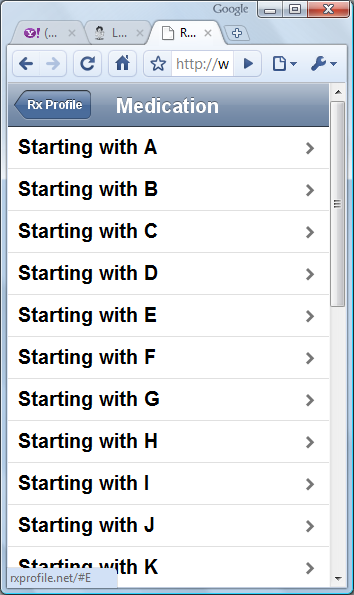 Google
Y! (... L... R...
http://w
Rx Profile Medication
Starting with A
Starting with B
Starting with C
Starting with D
Starting with E
Starting with F
Starting with G
Starting with H
Starting with I
Starting with J
Starting with K
rxprofile.net/#E